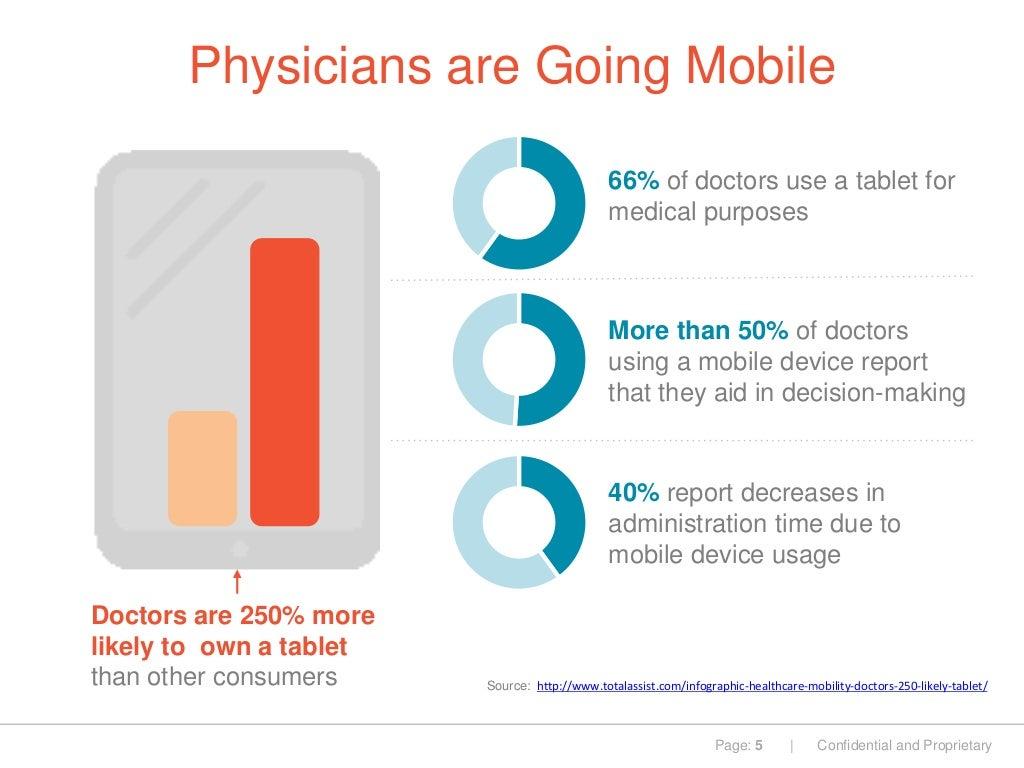 Physicians are Going Mobile
66% of doctors use a tablet for
medical purposes
More than 50% of doctors
using a mobile device report
that they aid in decision-making
40% report decreases in
administration time due to
mobile device usage
Doctors are 250% more
likely to  own a tablet
than other consumers
Source: http://www.totalassist.com/infographic-healthcare-mobility-doctors-250-likely-tablet/
Page: 5 | Confidential and Proprietary